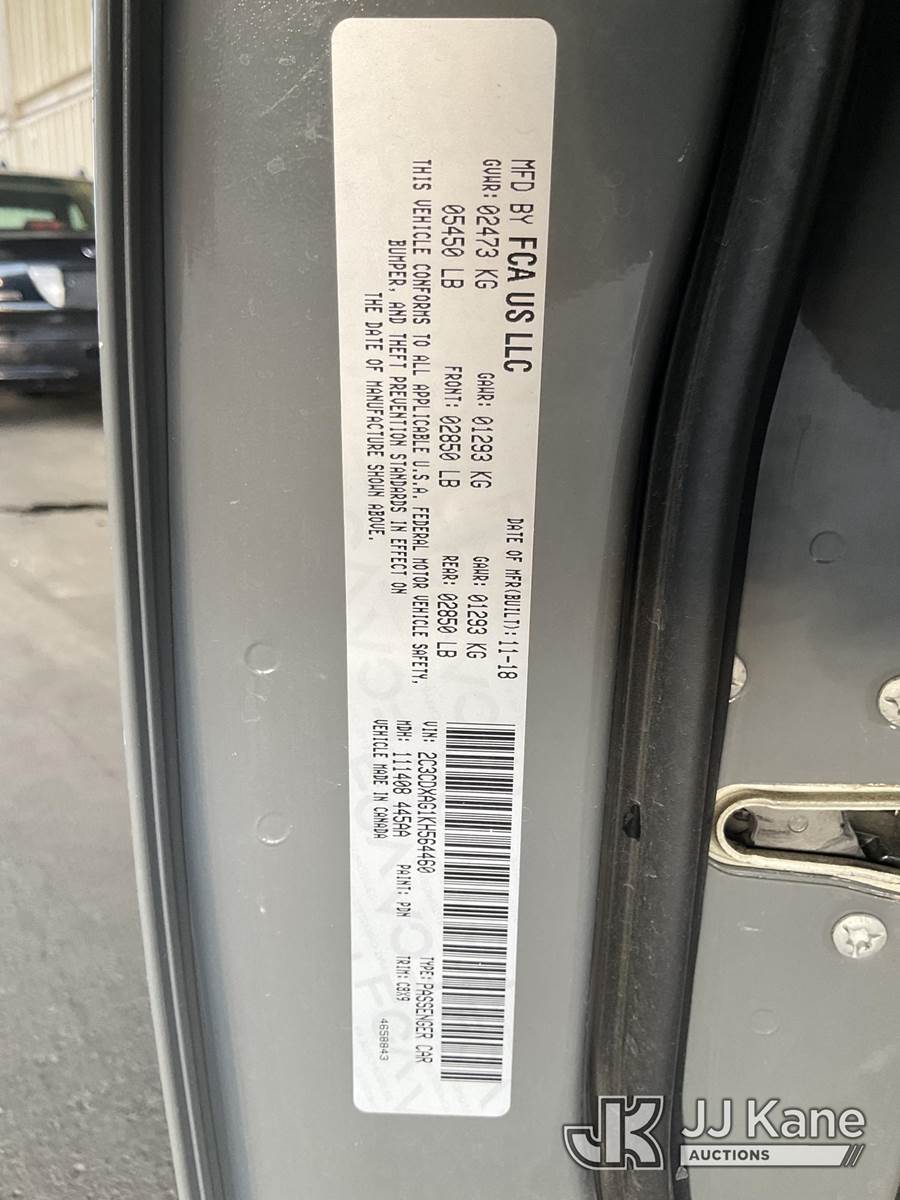 MFD BY FCA US LLC
DATE OF MFR(BUILT): 11-18
GVWR: 02473 KG GAWR: 01293 KG GAWR: 01293 KG
05450 LB FRONT: 02850 LB REAR: 02850 LB
THIS VEHICLE CONFORMS TO ALL APPLICABLE U.S.A. FEDERAL MOTOR VEHICLE SAFETY,
BUMPER, AND THEFT PREVENTION STANDARDS IN EFFECT ON
THE DATE OF MANUFACTURE SHOWN ABOVE.
VIN: 2C3CDXAG1KH564460 TYPE: PASSENGER CAR
MDH: 111408 445AA PAINT: PDN TRIM: C8X9
VEHICLE MADE IN CANADA
4658843
JK JJ Kane
AUCTIONS